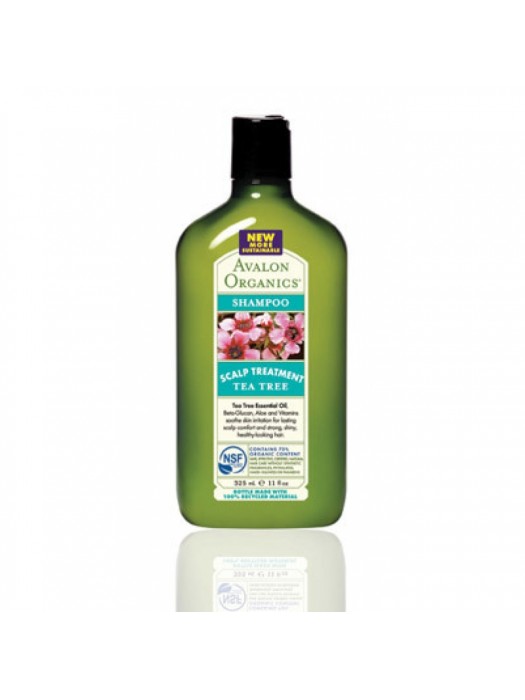 NEW
MORE
SUSTAINABLE
AVALON
ORGANICS®
SHAMPOO
SCALP TREATMENT
TEA TREE
Tea Tree Essential Oil,
Beta-Glucan, Aloe and Vitamins
soothe skin irritation for lasting
scalp comfort and strong, shiny,
healthy-looking hair.
NSF
CONTAINS 70%
ORGANIC CONTENT
325 mL ℮ 11 fl oz
BOTTLE MADE WITH
100% RECYCLED MATERIAL